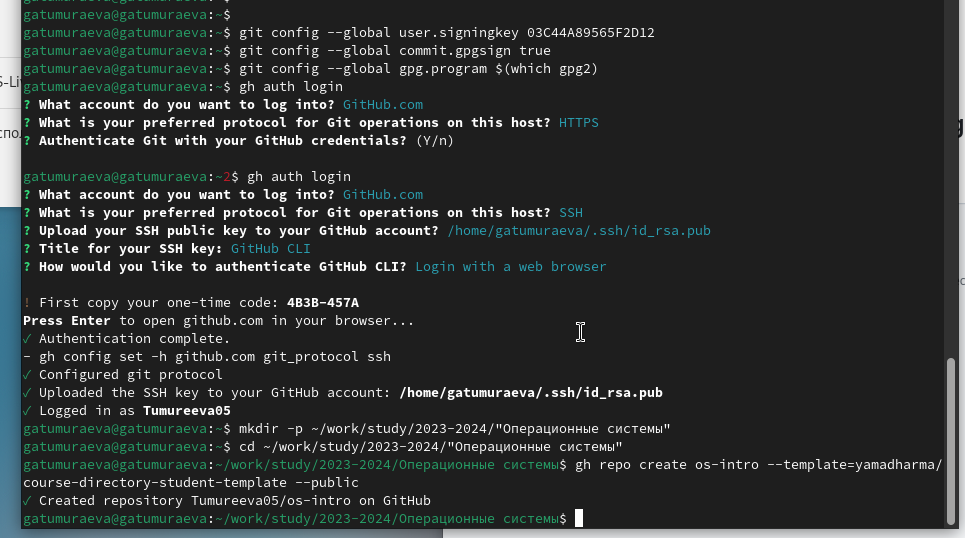 gatumuraeva@gatumuraeva:~$
gatumuraeva@gatumuraeva:~$ git config --global user.signingkey 03C44A89565F2D12
gatumuraeva@gatumuraeva:~$ git config --global commit.gpgsign true
gatumuraeva@gatumuraeva:~$ git config --global gpg.program $(which gpg2)
gatumuraeva@gatumuraeva:~$ gh auth login
? What account do you want to log into? GitHub.com
? What is your preferred protocol for Git operations on this host? HTTPS
? Authenticate Git with your GitHub credentials? (Y/n)
gatumuraeva@gatumuraeva:~2$ gh auth login
? What account do you want to log into? GitHub.com
? What is your preferred protocol for Git operations on this host? SSH
? Upload your SSH public key to your GitHub account? /home/gatumuraeva/.ssh/id_rsa.pub
? Title for your SSH key: GitHub CLI
? How would you like to authenticate GitHub CLI? Login with a web browser
! First copy your one-time code: 4B3B-457A
Press Enter to open github.com in your browser...
✓ Authentication complete.
- gh config set -h github.com git_protocol ssh
✓ Configured git protocol
✓ Uploaded the SSH key to your GitHub account: /home/gatumuraeva/.ssh/id_rsa.pub
✓ Logged in as Tumureeva05
gatumuraeva@gatumuraeva:~$ mkdir -p ~/work/study/2023-2024/"Операционные системы"
gatumuraeva@gatumuraeva:~$ cd ~/work/study/2023-2024/"Операционные системы"
gatumuraeva@gatumuraeva:~/work/study/2023-2024/Операционные системы$ gh repo create os-intro --template=yamadharma/
course-directory-student-template --public
✓ Created repository Tumureeva05/os-intro on GitHub
gatumuraeva@gatumuraeva:~/work/study/2023-2024/Операционные системы$